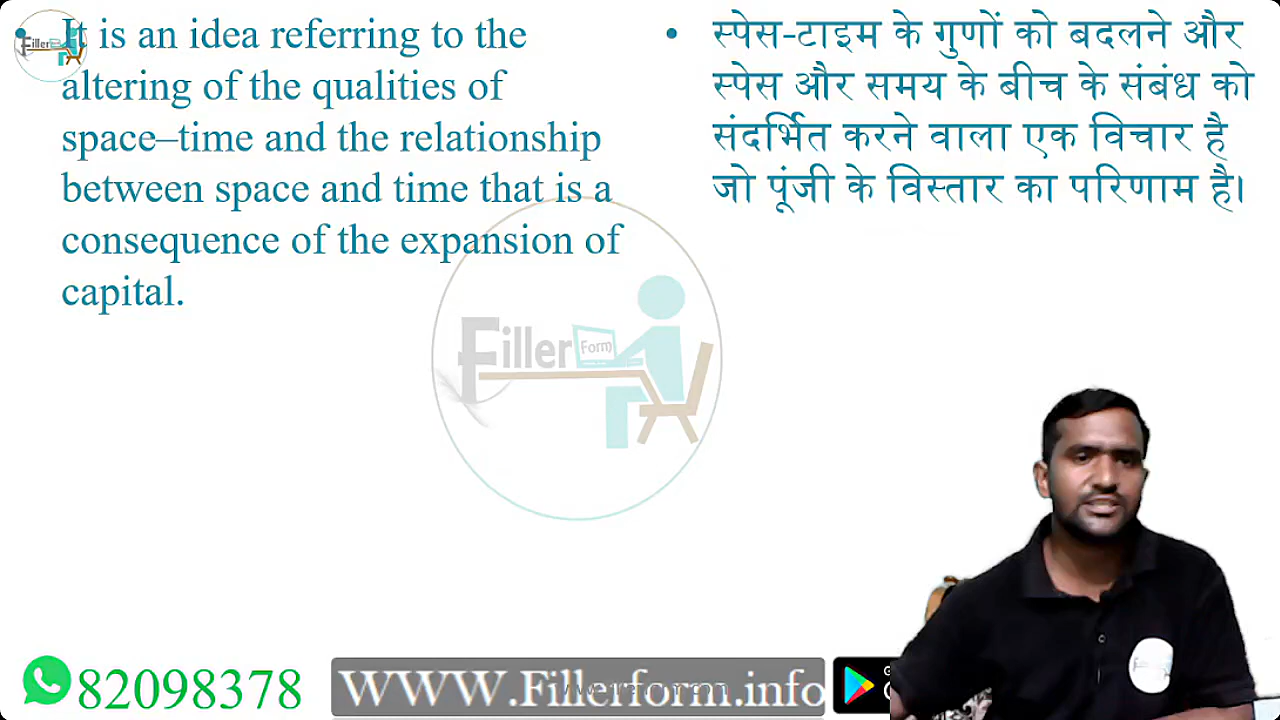 • It is an idea referring to the
altering of the qualities of
space–time and the relationship
between space and time that is a
consequence of the expansion of
capital.
• स्पेस-टाइम के गुणों को बदलने और
स्पेस और समय के बीच के संबंध को
संदर्भित करने वाला एक विचार है
जो पूंजी के विस्तार का परिणाम है।
Filler
Form
82098378
WWW.Fillerform.info